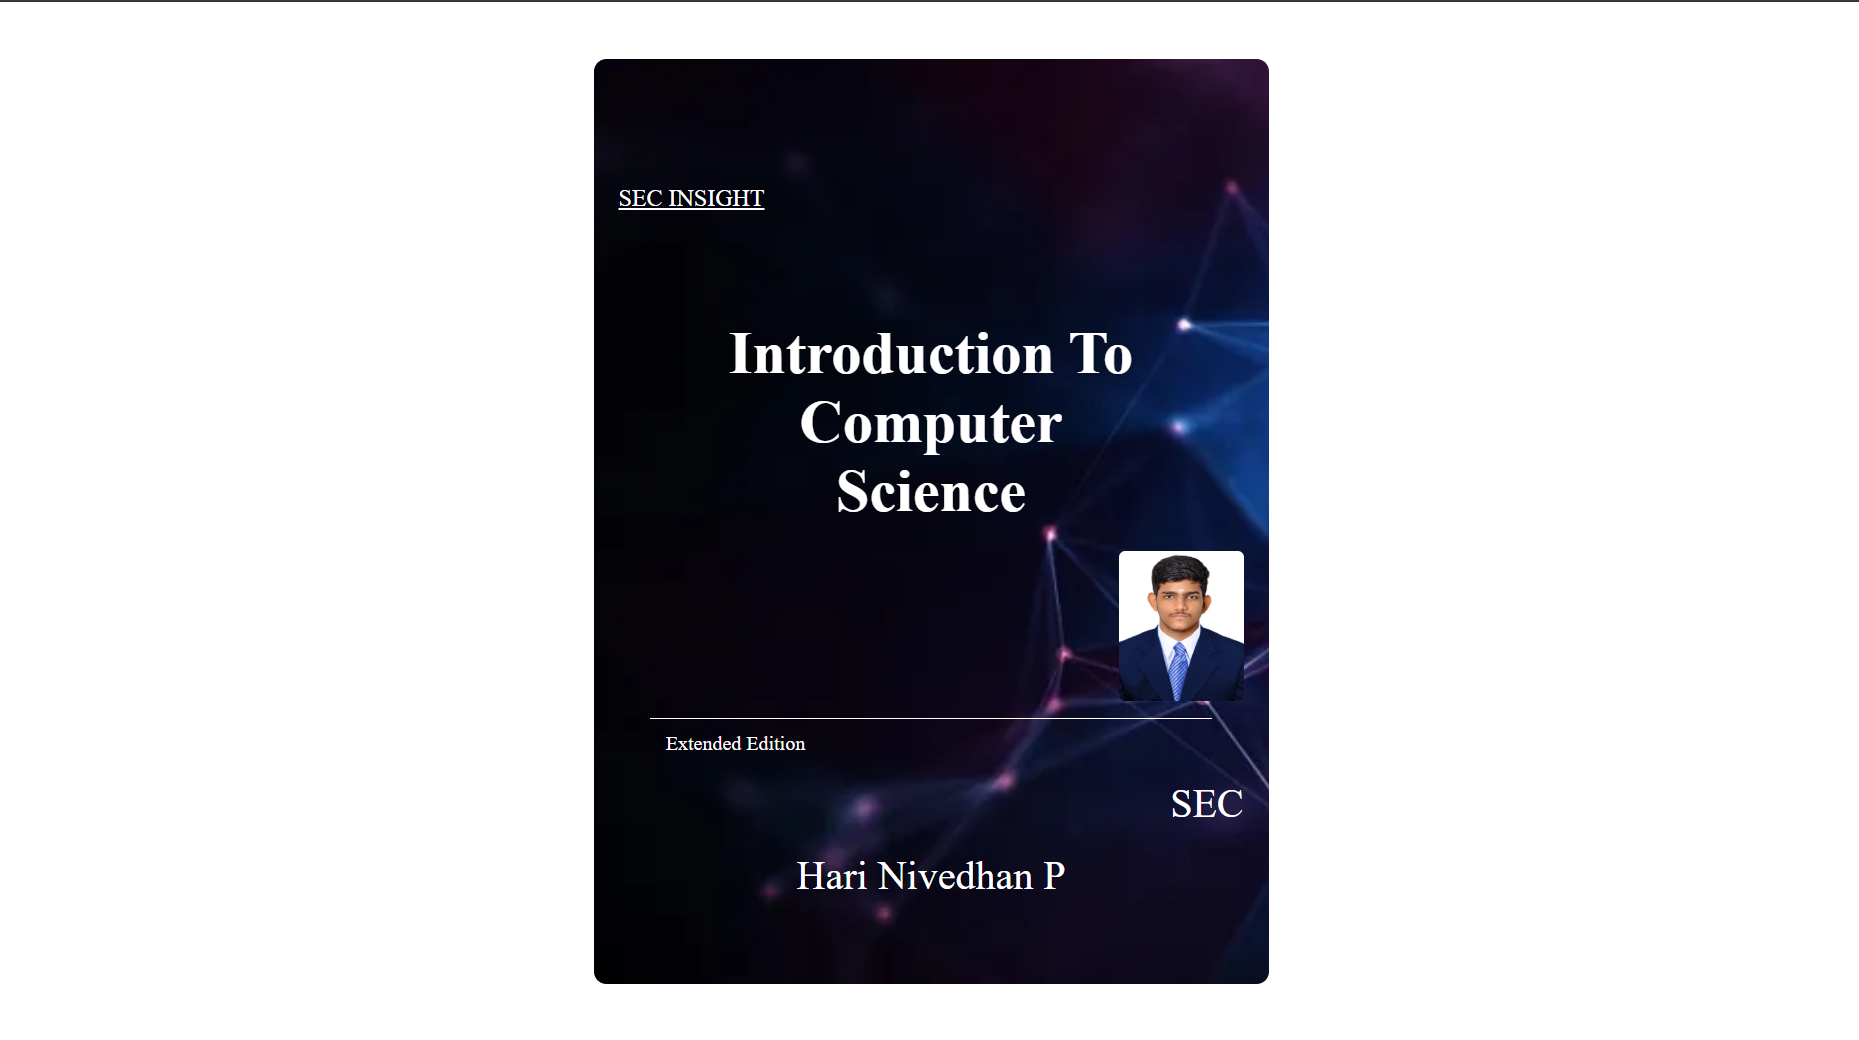 SEC INSIGHT
Introduction To
Computer
Science
Extended Edition
SEC
Hari Nivedhan P